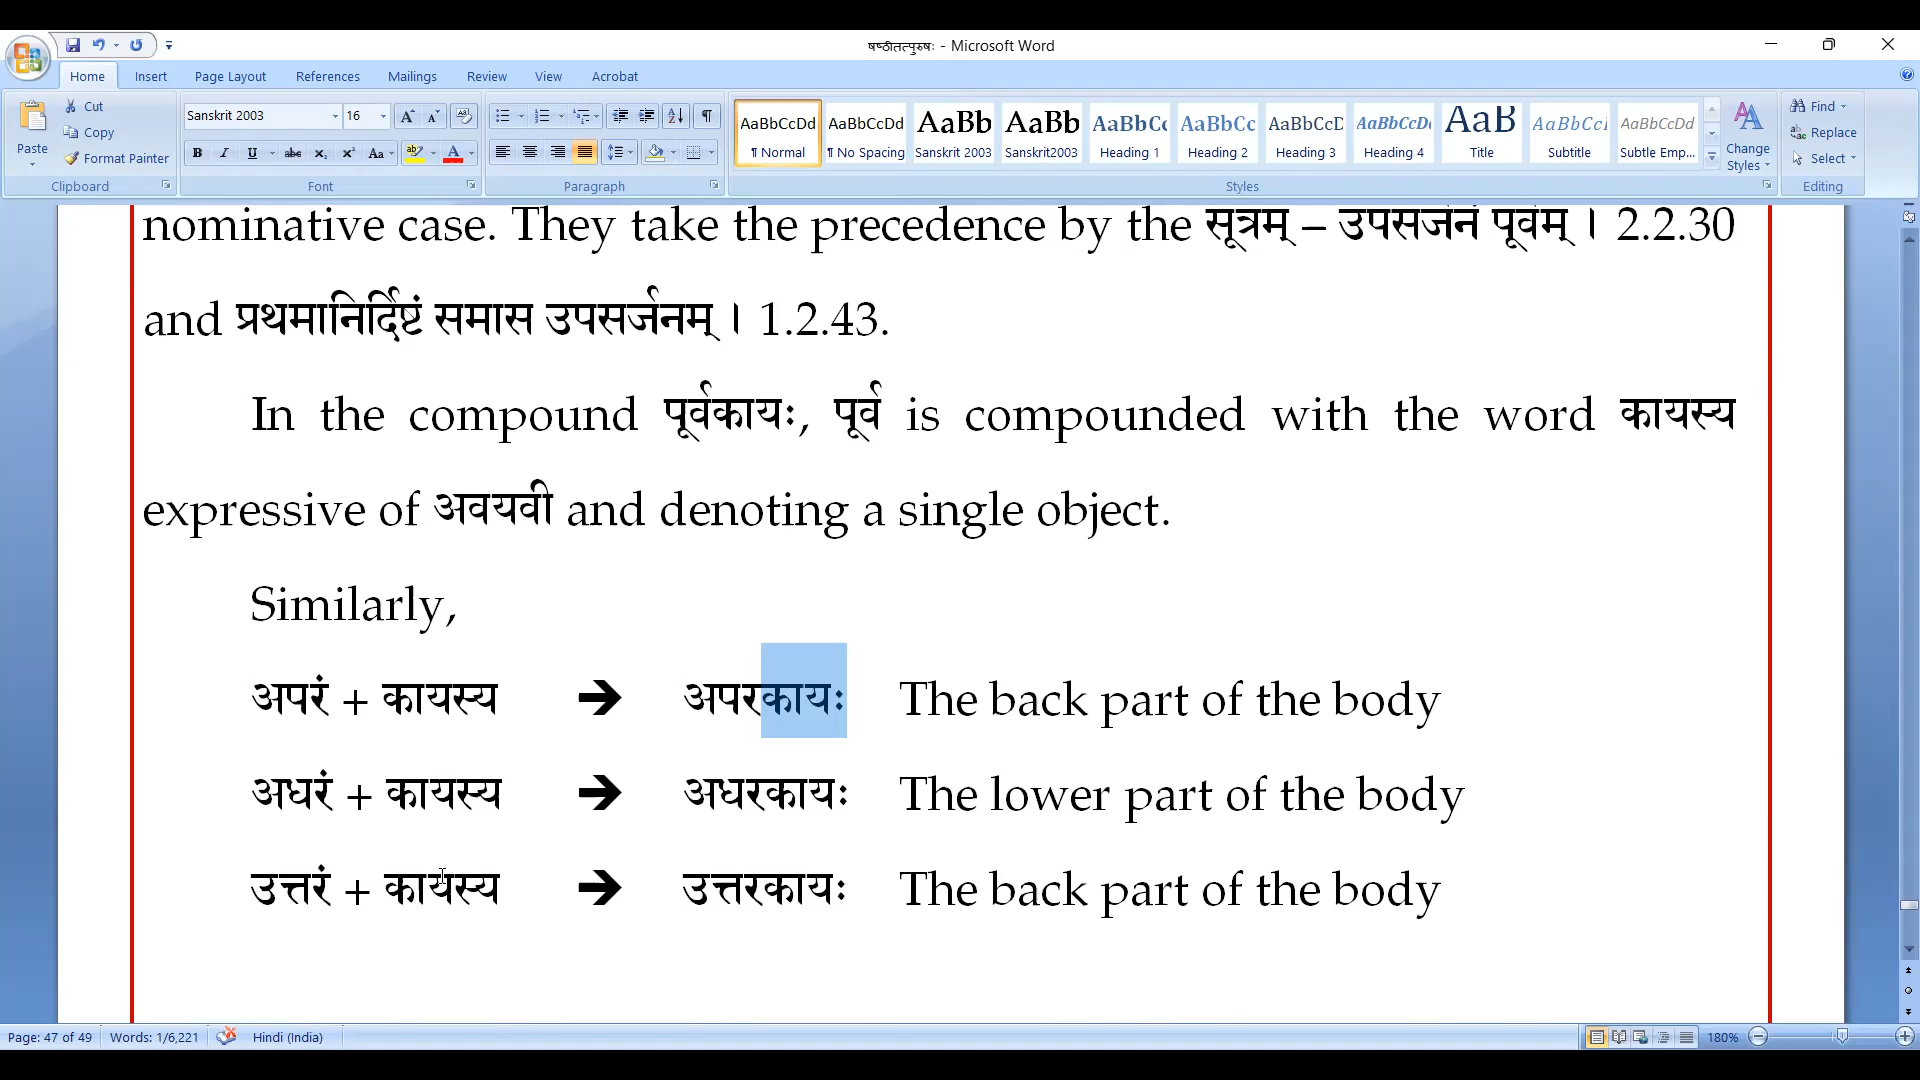 षष्ठीतत्पुरुषः - Microsoft Word
Home Insert Page Layout References Mailings Review View Acrobat
Paste Cut Copy Format Painter
Clipboard
Sanskrit 2003 16
Font
Paragraph
AaBbCcDd AaBbCcDd AaBb AaBb AaBbCc AaBbCc AaBbCcD AaBbCcD AaB AaBbCcI AaBbCcDd
¶ Normal ¶ No Spacing Sanskrit 2003 Sanskrit2003 Heading 1 Heading 2 Heading 3 Heading 4 Title Subtitle Subtle Emp...
Change Styles
Styles
Find Replace Select
Editing
nominative case. They take the precedence by the सूत्रम् – उपसर्जनं पूर्वम् । 2.2.30
and प्रथमानिर्दिष्टं समास उपसर्जनम् । 1.2.43.
In the compound पूर्वकायः, पूर्व is compounded with the word कायस्य
expressive of अवयवी and denoting a single object.
Similarly,
अपरं + कायस्य ➔ अपरकायः The back part of the body
अधरं + कायस्य ➔ अधरकायः The lower part of the body
उत्तरं + कायस्य ➔ उत्तरकायः The back part of the body
Page: 47 of 49 Words: 1/6,221 Hindi (India) 180%